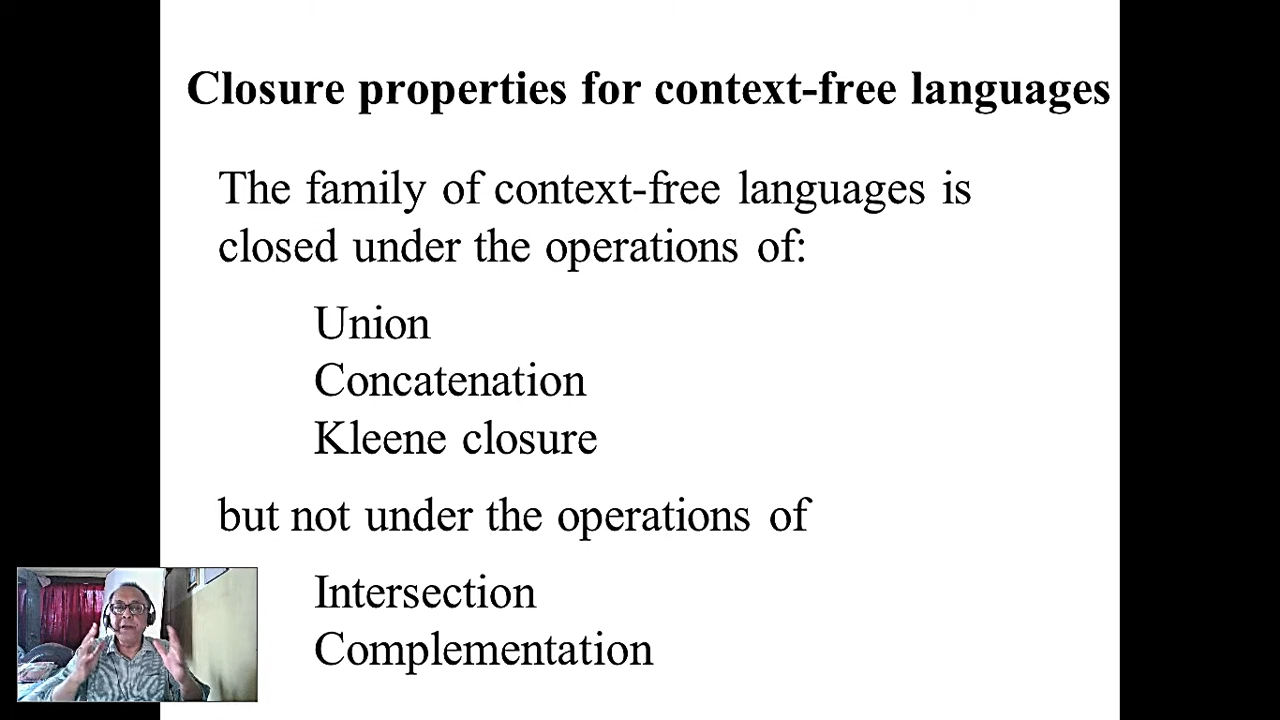 Closure properties for context-free languages
The family of context-free languages is
closed under the operations of:
Union
Concatenation
Kleene closure
but not under the operations of
Intersection
Complementation